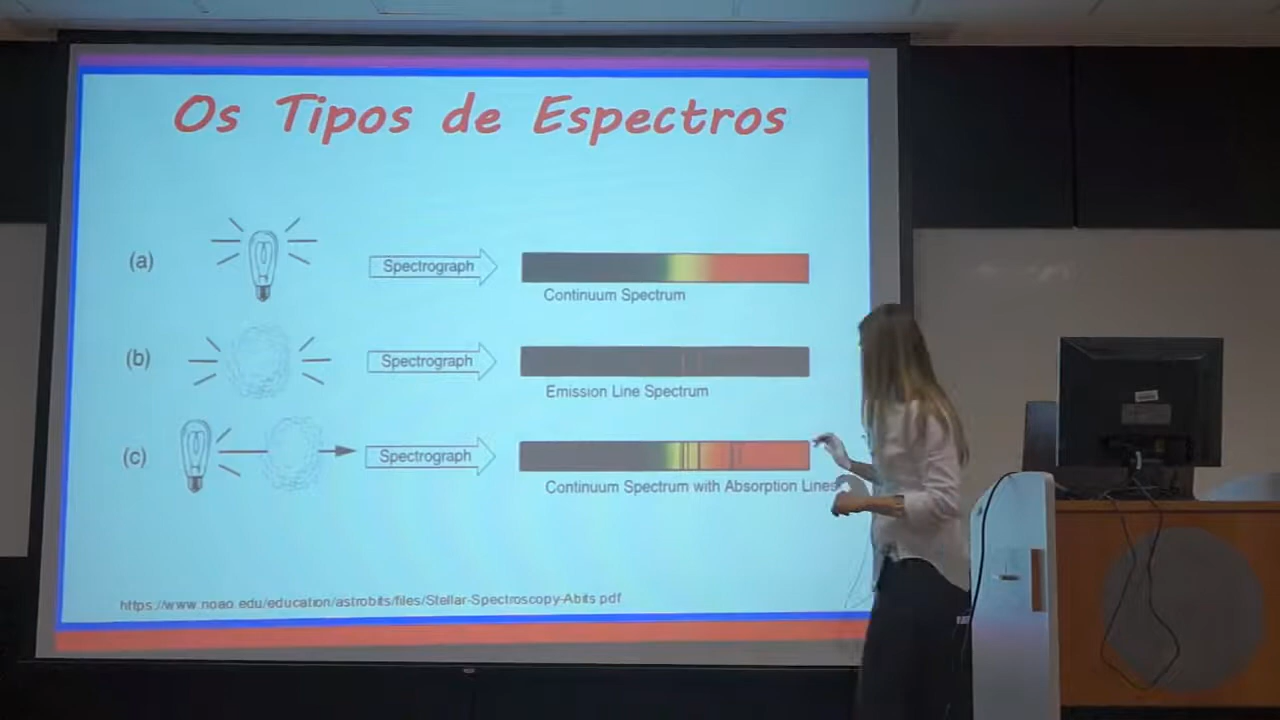 Os Tipos de Espectros
(a)
Spectrograph
Continuum Spectrum
(b)
Spectrograph
Emission Line Spectrum
(c)
Spectrograph
Continuum Spectrum with Absorption Lines
https://www.noao.edu/education/astrobits/files/Stellar-Spectroscopy-Abits.pdf